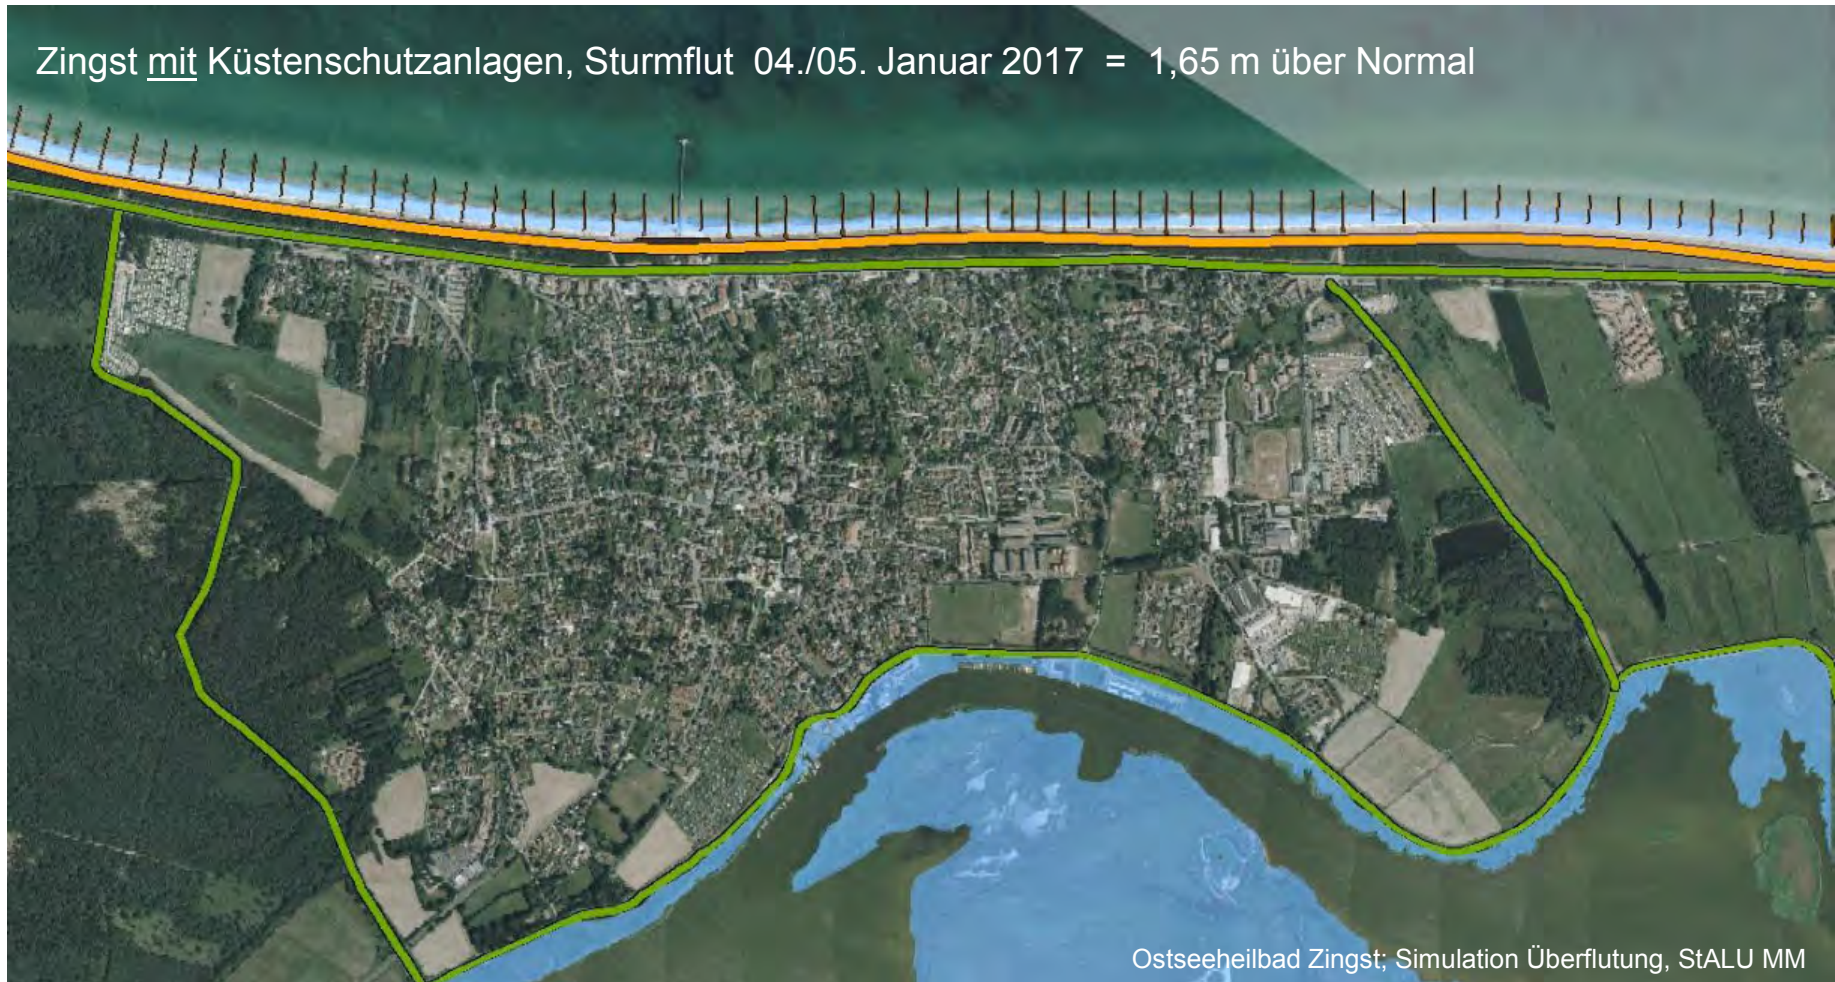 Zingst mit Küstenschutzanlagen, Sturmflut 04./05. Januar 2017 = 1,65 m über Normal
Ostseeheilbad Zingst; Simulation Überflutung, StALU MM